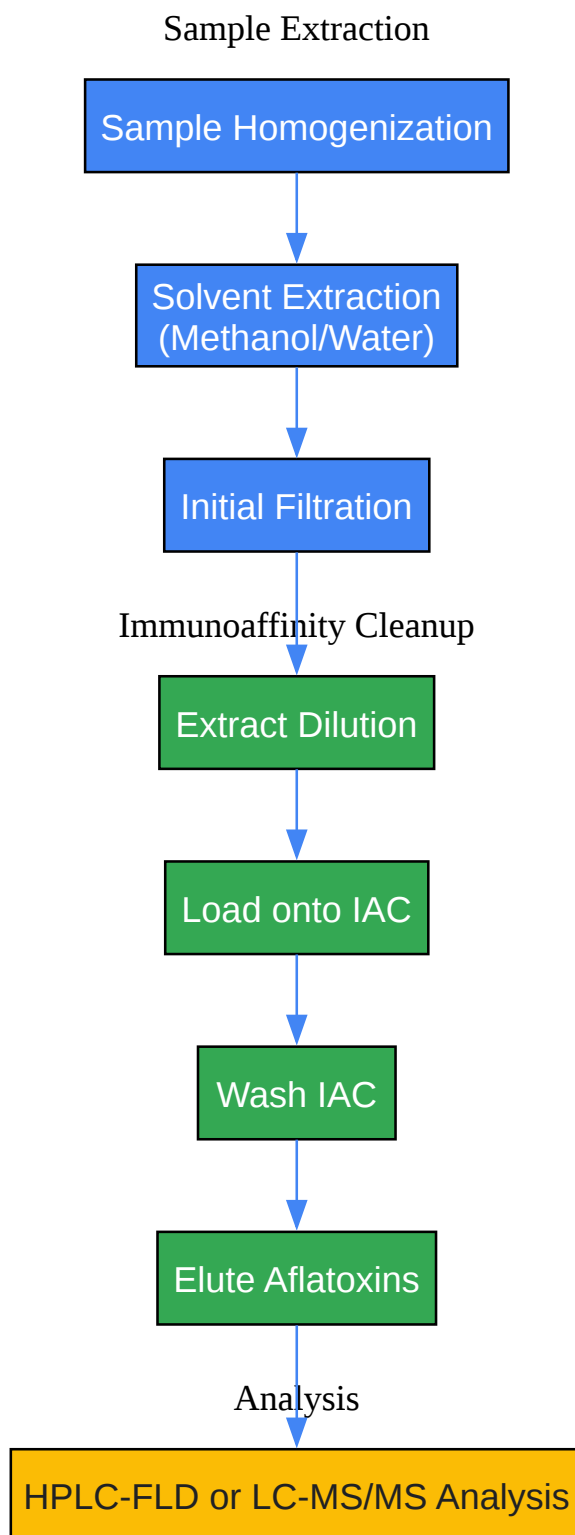 Sample Extraction
Sample Homogenization
Solvent Extraction
(Methanol/Water)
Initial Filtration
Immunoaffinity Cleanup
Extract Dilution
Load onto IAC
Wash IAC
Elute Aflatoxins
Analysis
HPLC-FLD or LC-MS/MS Analysis